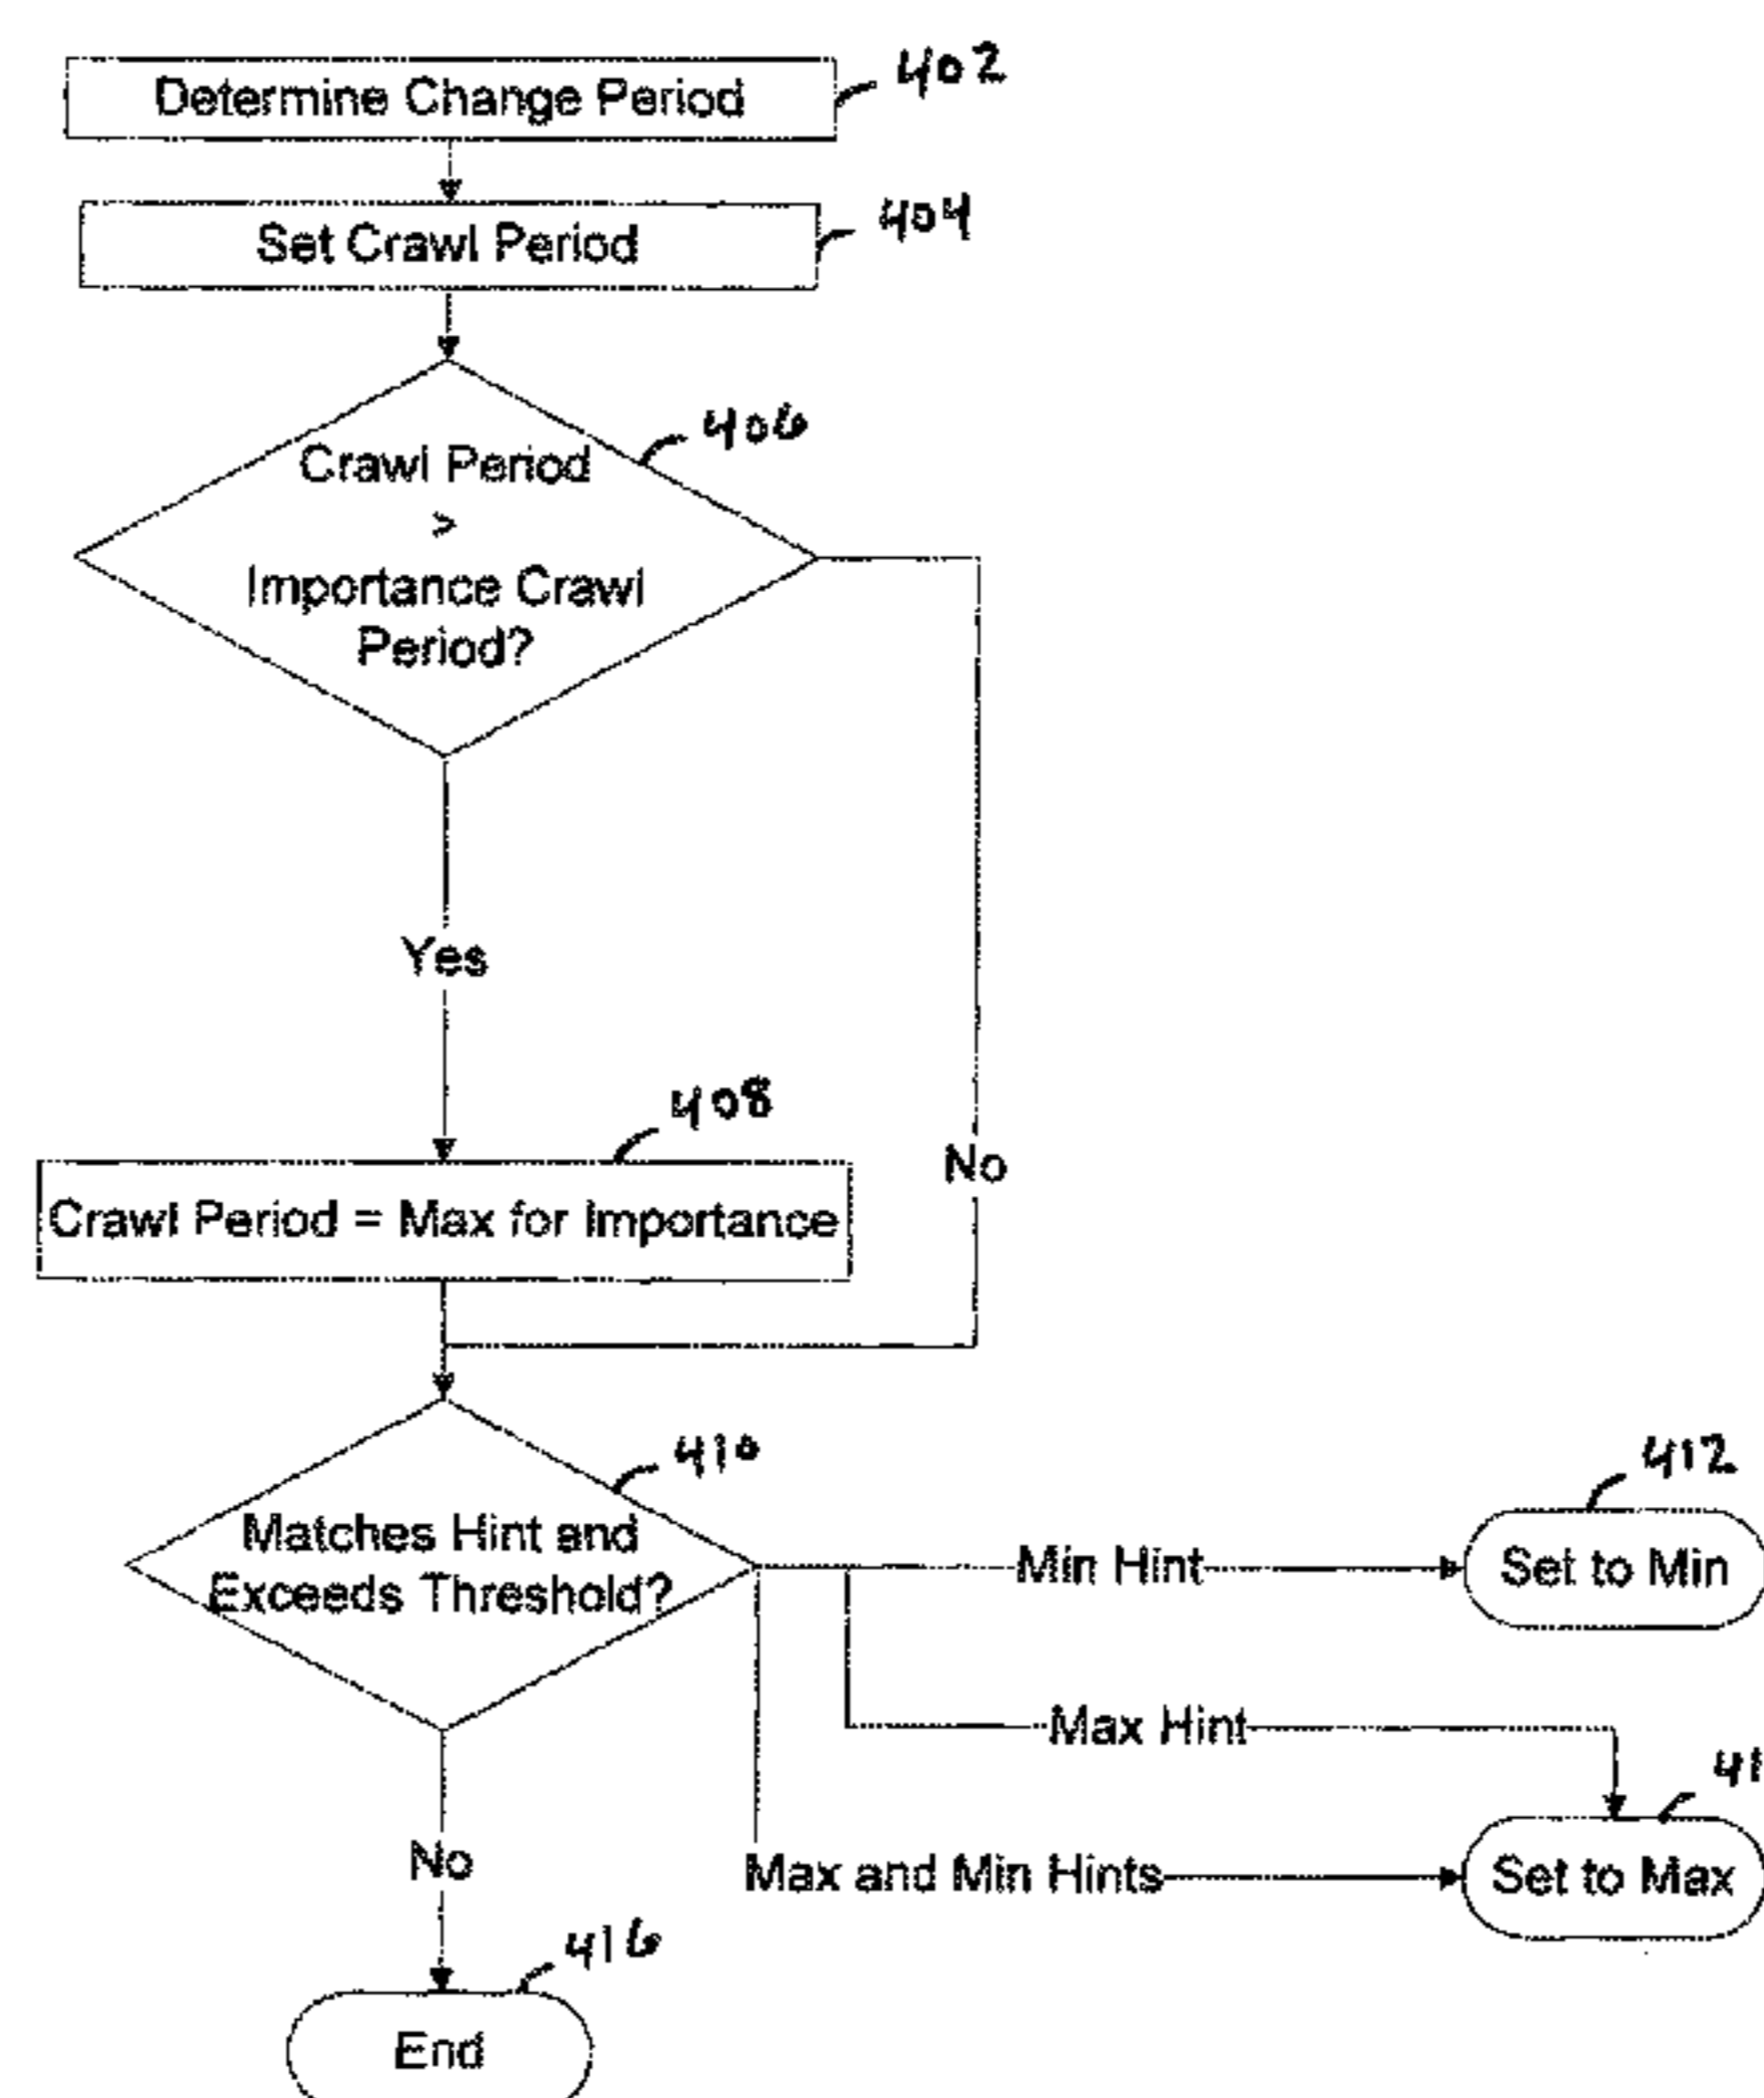 Determine Change Period
402
Set Crawl Period
404
406
Crawl Period
>
Importance Crawl
Period?
Yes
408
No
Crawl Period = Max for Importance
410
412
Matches Hint and
Exceeds Threshold?
Min Hint
Set to Min
Max Hint
41
No
Max and Min Hints
Set to Max
416
End